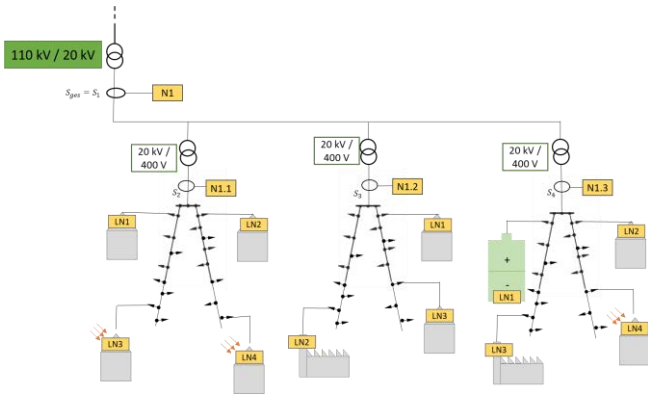 110 kV / 20 kV
S_ges = S_1
N1
20 kV /
400 V
20 kV /
400 V
20 kV /
400 V
S_2
N1.1
S_3
N1.2
S_4
N1.3
LN1
LN2
LN1
LN2
+
-
LN1
LN3
LN4
LN2
LN3
LN3
LN4